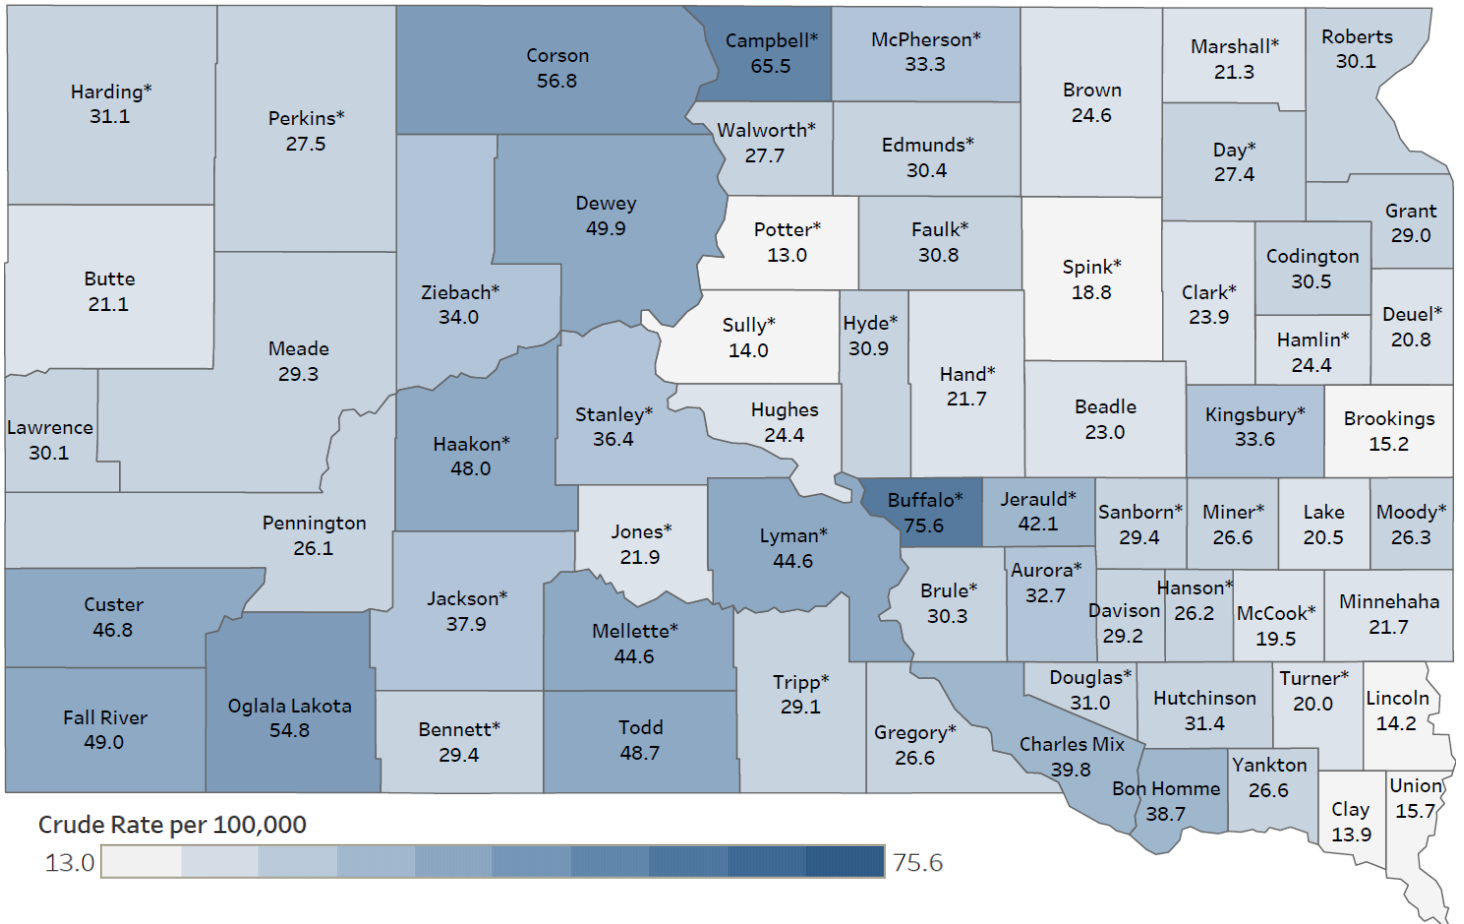 Harding*
31.1
Perkins*
27.5
Corson
56.8
Campbell*
65.5
McPherson*
33.3
Brown
24.6
Marshall*
21.3
Roberts
30.1
Walworth*
27.7
Edmunds*
30.4
Day*
27.4
Dewey
49.9
Butte
21.1
Ziebach*
34.0
Potter*
13.0
Faulk*
30.8
Spink*
18.8
Clark*
23.9
Codington
30.5
Grant
29.0
Meade
29.3
Sully*
14.0
Hyde*
30.9
Hand*
21.7
Hamlin*
24.4
Deuel*
20.8
Lawrence
30.1
Haakon*
48.0
Stanley*
36.4
Hughes
24.4
Beadle
23.0
Kingsbury*
33.6
Brookings
15.2
Pennington
26.1
Jones*
21.9
Lyman*
44.6
Buffalo*
75.6
Jerauld*
42.1
Sanborn*
29.4
Miner*
26.6
Lake
20.5
Moody*
26.3
Custer
46.8
Jackson*
37.9
Mellette*
44.6
Brule*
30.3
Aurora*
32.7
Davison
29.2
Hanson*
26.2
McCook*
19.5
Minnehaha
21.7
Fall River
49.0
Oglala Lakota
54.8
Bennett*
29.4
Todd
48.7
Tripp*
29.1
Gregory*
26.6
Charles Mix
39.8
Douglas*
31.0
Hutchinson
31.4
Turner*
20.0
Lincoln
14.2
Bon Homme
38.7
Yankton
26.6
Clay
13.9
Union
15.7
Crude Rate per 100,000
13.0
75.6